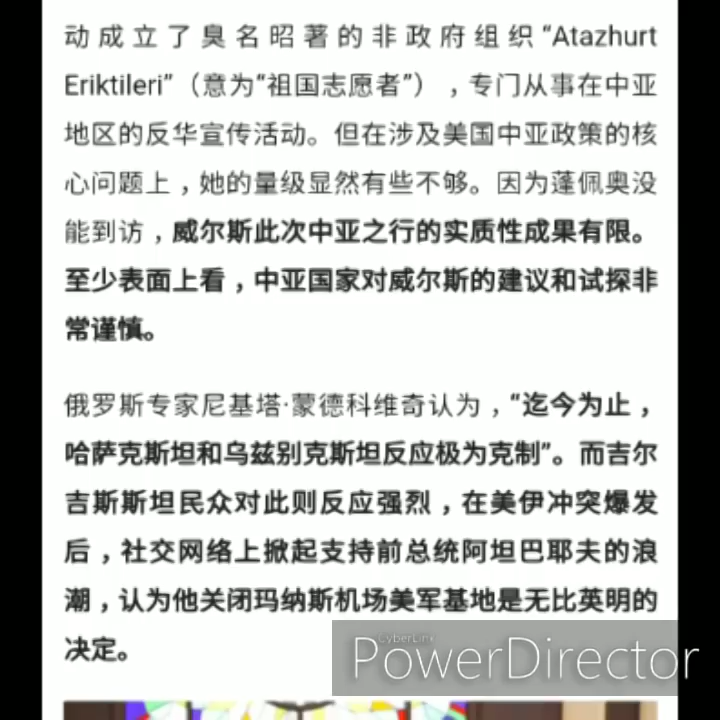 动成立了臭名昭著的非政府组织“Atazhurt
Eriktileri”（意为“祖国志愿者”），专门从事在中亚
地区的反华宣传活动。但在涉及美国中亚政策的核
心问题上，她的量级显然有些不够。因为蓬佩奥没
能到访，威尔斯此次中亚之行的实质性成果有限。
至少表面上看，中亚国家对威尔斯的建议和试探非
常谨慎。
俄罗斯专家尼基塔·蒙德科维奇认为，“迄今为止，
哈萨克斯坦和乌兹别克斯坦反应极为克制”。而吉尔
吉斯斯坦民众对此则反应强烈，在美伊冲突爆发
后，社交网络上掀起支持前总统阿坦巴耶夫的浪
潮，认为他关闭玛纳斯机场美军基地是无比英明的
决定。
CyberLink
PowerDirector